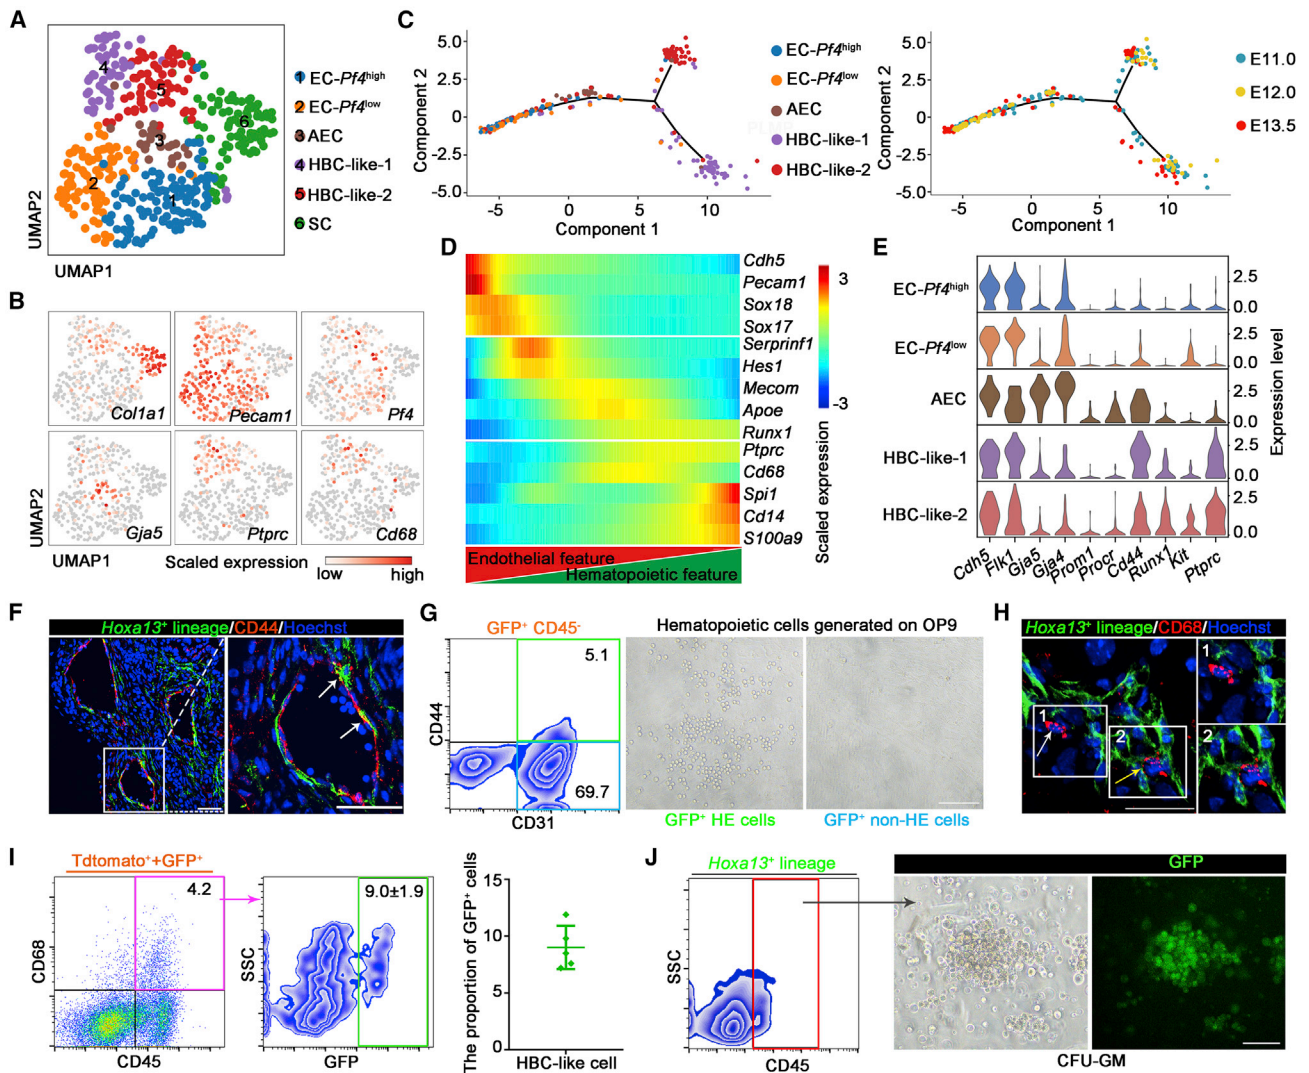 A
UMAP2
UMAP1
1
2
3
4
5
6
1 EC-Pf4high
2 EC-Pf4low
3 AEC
4 HBC-like-1
5 HBC-like-2
6 SC
B
Col1a1
Pecam1
Pf4
Gja5
Ptprc
Cd68
UMAP2
UMAP1
Scaled expression
low
high
C
Component 2
5.0
2.5
0
-2.5
-5.0
-5
0
5
10
Component 1
EC-Pf4high
EC-Pf4low
AEC
HBC-like-1
HBC-like-2
Component 2
5.0
2.5
0
-2.5
-5.0
-5
0
5
10
Component 1
E11.0
E12.0
E13.5
D
Cdh5
Pecam1
Sox18
Sox17
Serprinf1
Hes1
Mecom
Apoe
Runx1
Ptprc
Cd68
Spi1
Cd14
S100a9
Endothelial feature
Hematopoietic feature
3
-3
Scaled expression
E
EC-Pf4high
EC-Pf4low
AEC
HBC-like-1
HBC-like-2
2.5
0.0
2.5
0.0
2.5
0.0
2.5
0.0
2.5
0.0
Expression level
Cdh5
Flk1
Gja5
Gja4
Prom1
Procr
Cd44
Runx1
Kit
Ptprc
F
Hoxa13+ lineage/CD44/Hoechst
G
GFP+ CD45-
CD44
CD31
5.1
69.7
Hematopoietic cells generated on OP9
GFP+ HE cells
GFP+ non-HE cells
H
Hoxa13+ lineage/CD68/Hoechst
1
2
1
2
I
Tdtomato++GFP+
CD68
CD45
4.2
SSC
GFP
9.0±1.9
The proportion of GFP+ cells
15
10
5
0
HBC-like cell
J
Hoxa13+ lineage
SSC
CD45
GFP
CFU-GM